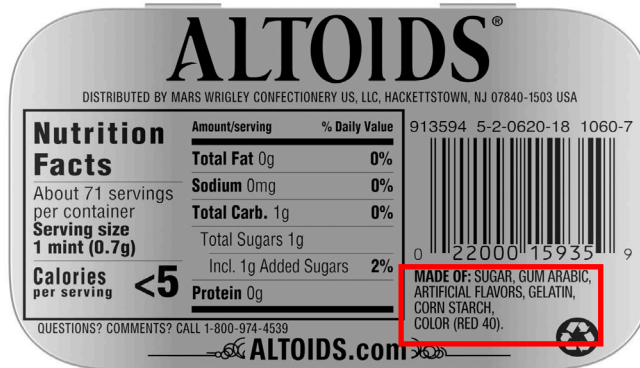 ALTOIDS®
DISTRIBUTED BY MARS WRIGLEY CONFECTIONERY US, LLC, HACKETTSTOWN, NJ 07840-1503 USA
Nutrition
Facts
About 71 servings
per container
Serving size
1 mint (0.7g)
Calories
per serving <5
Amount/serving % Daily Value
Total Fat 0g 0%
Sodium 0mg 0%
Total Carb. 1g 0%
Total Sugars 1g
Incl. 1g Added Sugars 2%
Protein 0g
913594 5-2-0620-18 1060-7
0 22000 15935 9
MADE OF: SUGAR, GUM ARABIC,
ARTIFICIAL FLAVORS, GELATIN,
CORN STARCH,
COLOR (RED 40).
QUESTIONS? COMMENTS? CALL 1-800-974-4539
ALTOIDS.com